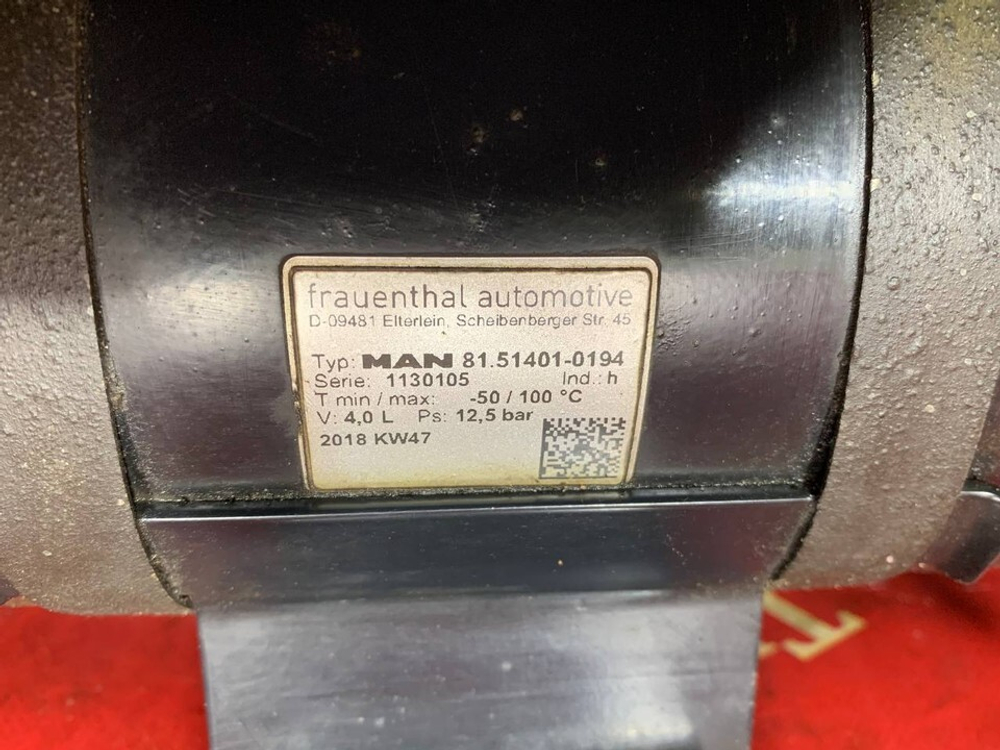 frauenthal automotive
D-09481 Elterlein, Scheibenberger Str. 45
Typ: MAN 81.51401-0194
Serie: 1130105 Ind.: h
T min / max: -50 / 100 °C
V: 4,0 L Ps: 12,5 bar
2018 KW47